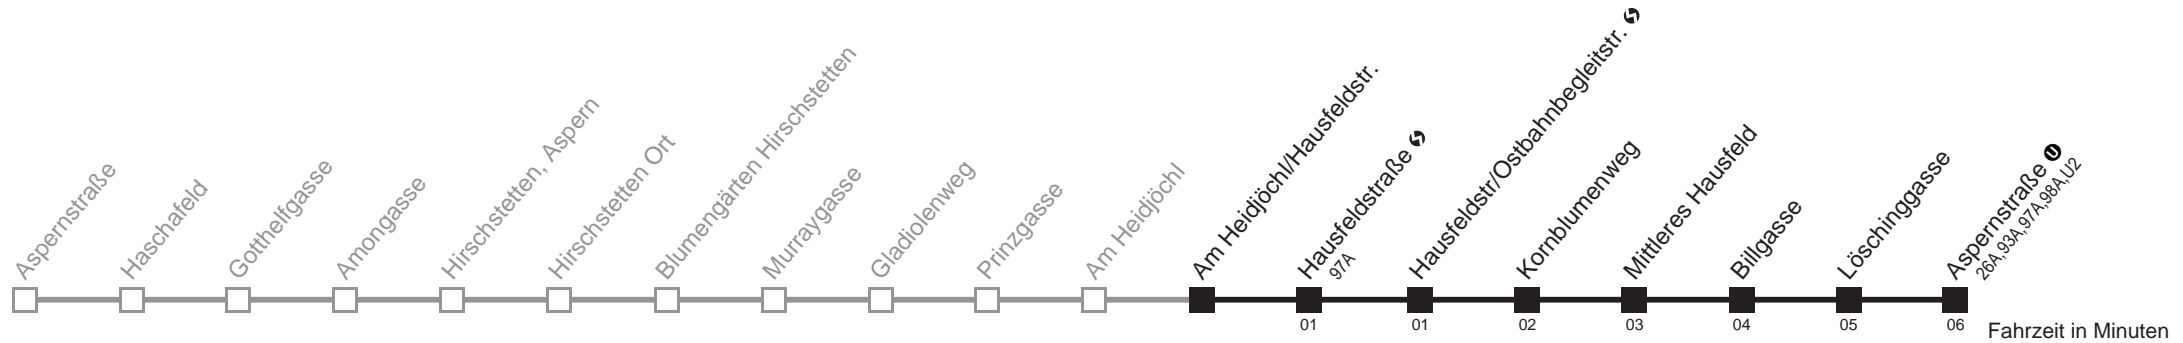 Aspernstraße
Haschafeld
Gotthelfgasse
Amongasse
Hirschstetten, Aspern
Hirschstetten Ort
Blumengärten Hirschstetten
Murraygasse
Gladiolenweg
Prinzgasse
Am Heidjöchl
Am Heidjöchl/Hausfeldstr.
Hausfeldstraße
97A
Hausfeldstr/Ostbahnbegleitstr.
Kornblumenweg
Mittleres Hausfeld
Billgasse
Löschinggasse
Aspernstraße U
26A,93A,97A,98A,U2
01 01 02 03 04 05 06 Fahrzeit in Minuten